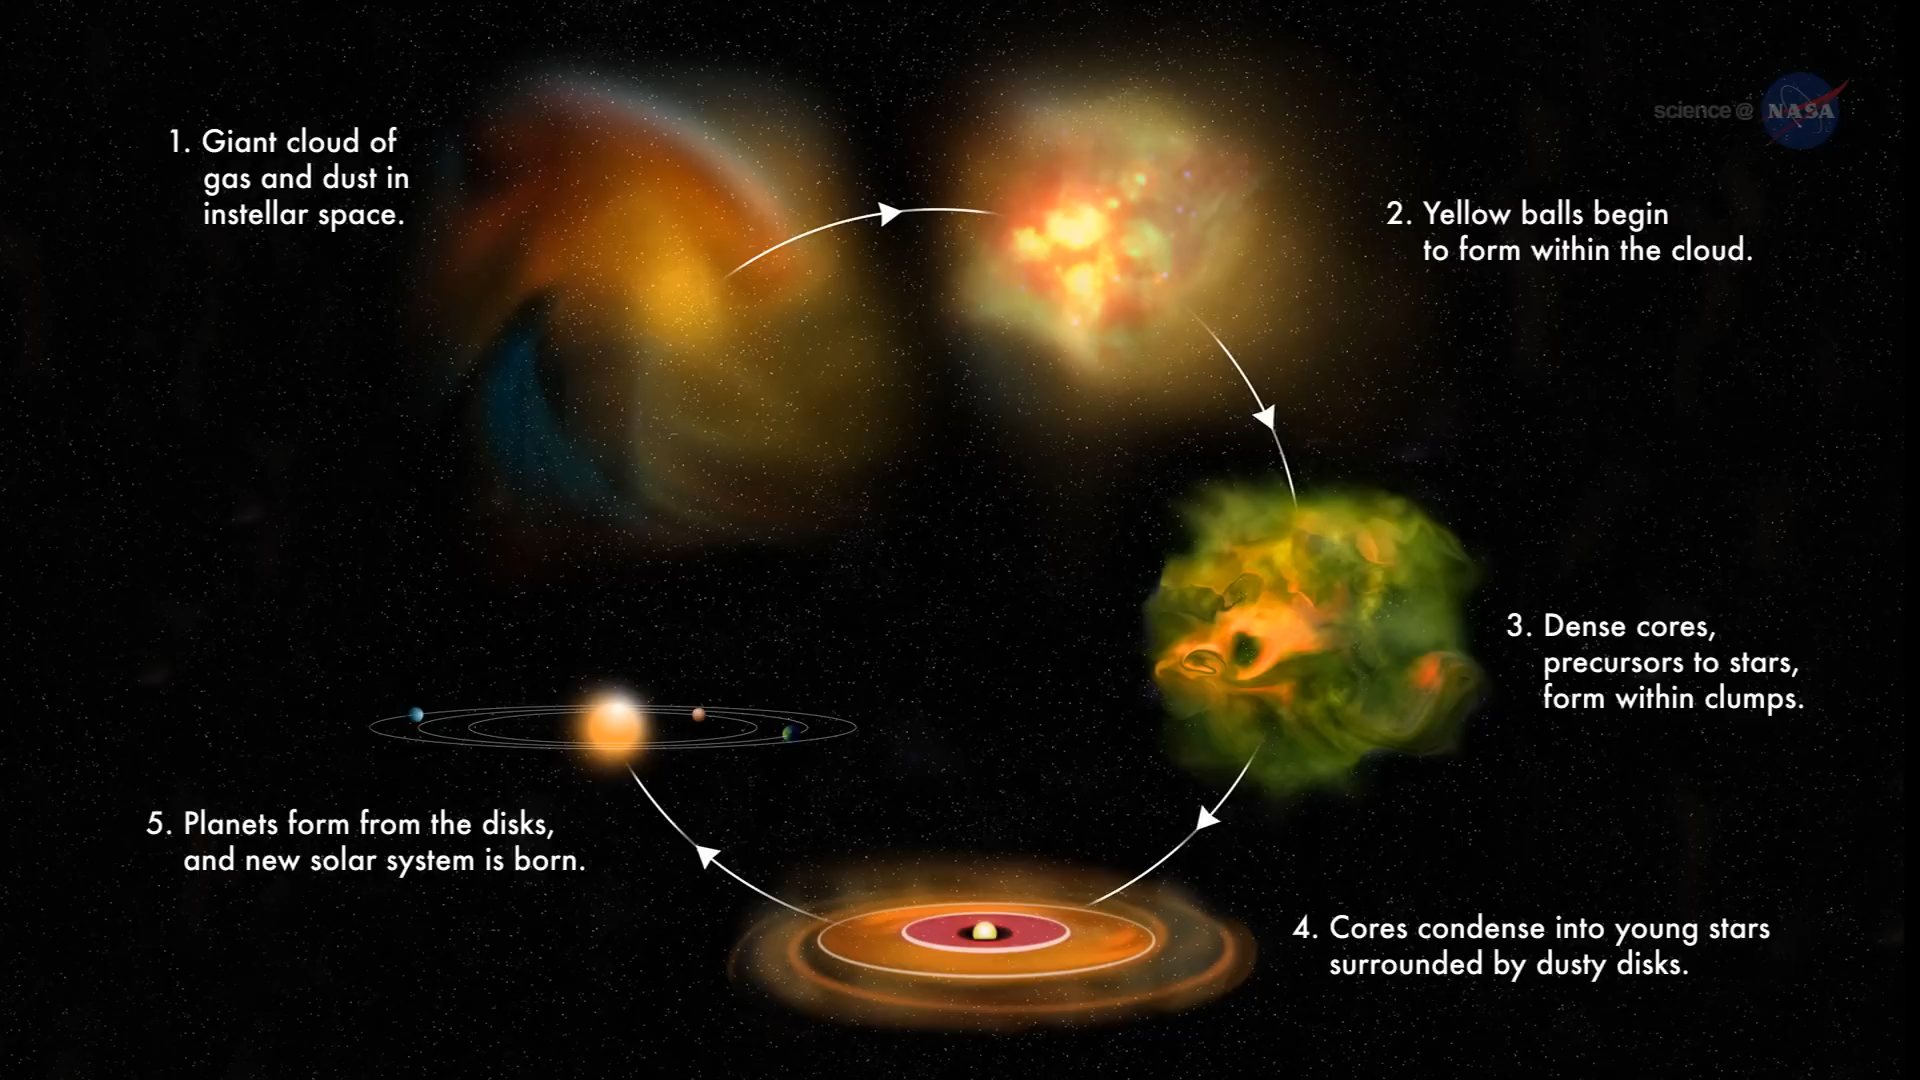 science @ NASA
1. Giant cloud of
gas and dust in
instellar space.
2. Yellow balls begin
to form within the cloud.
3. Dense cores,
precursors to stars,
form within clumps.
4. Cores condense into young stars
surrounded by dusty disks.
5. Planets form from the disks,
and new solar system is born.